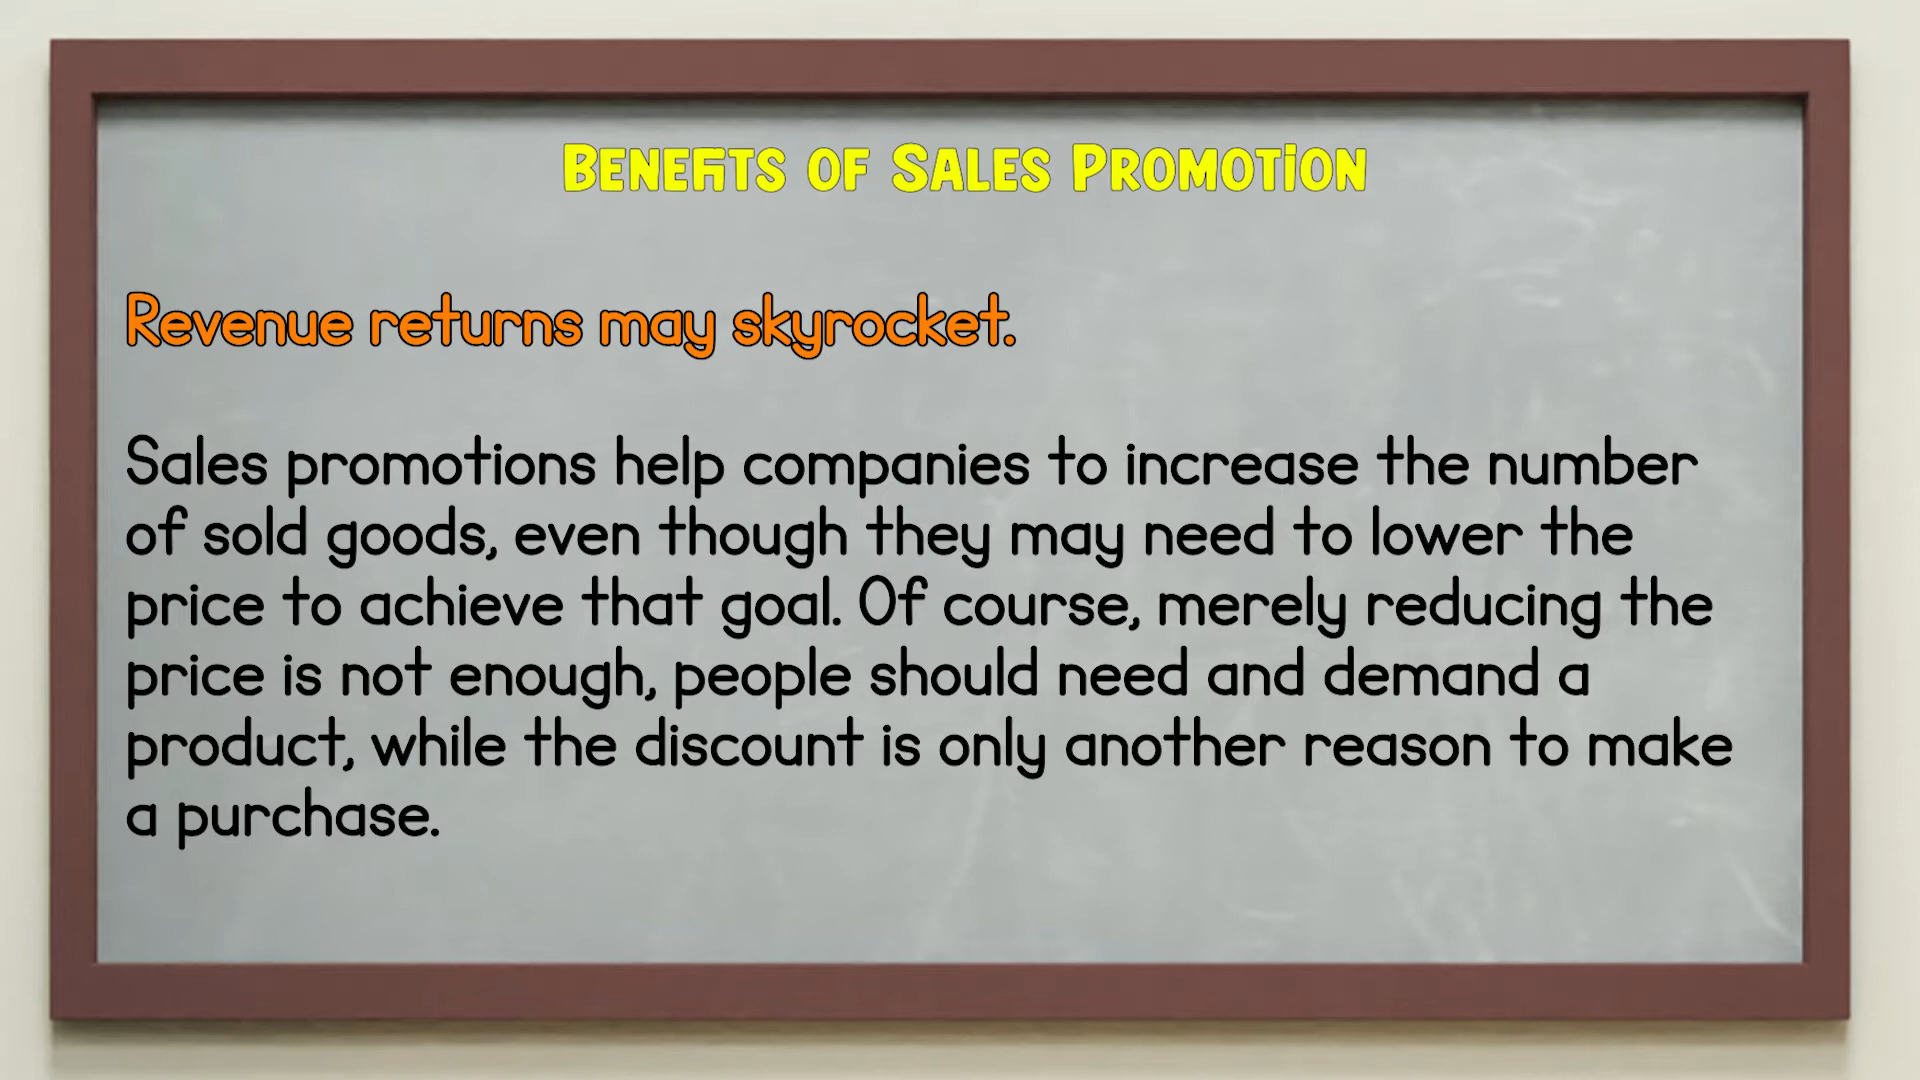 Benefits of Sales Promotion
Revenue returns may skyrocket.
Sales promotions help companies to increase the number
of sold goods, even though they may need to lower the
price to achieve that goal. Of course, merely reducing the
price is not enough, people should need and demand a
product, while the discount is only another reason to make
a purchase.